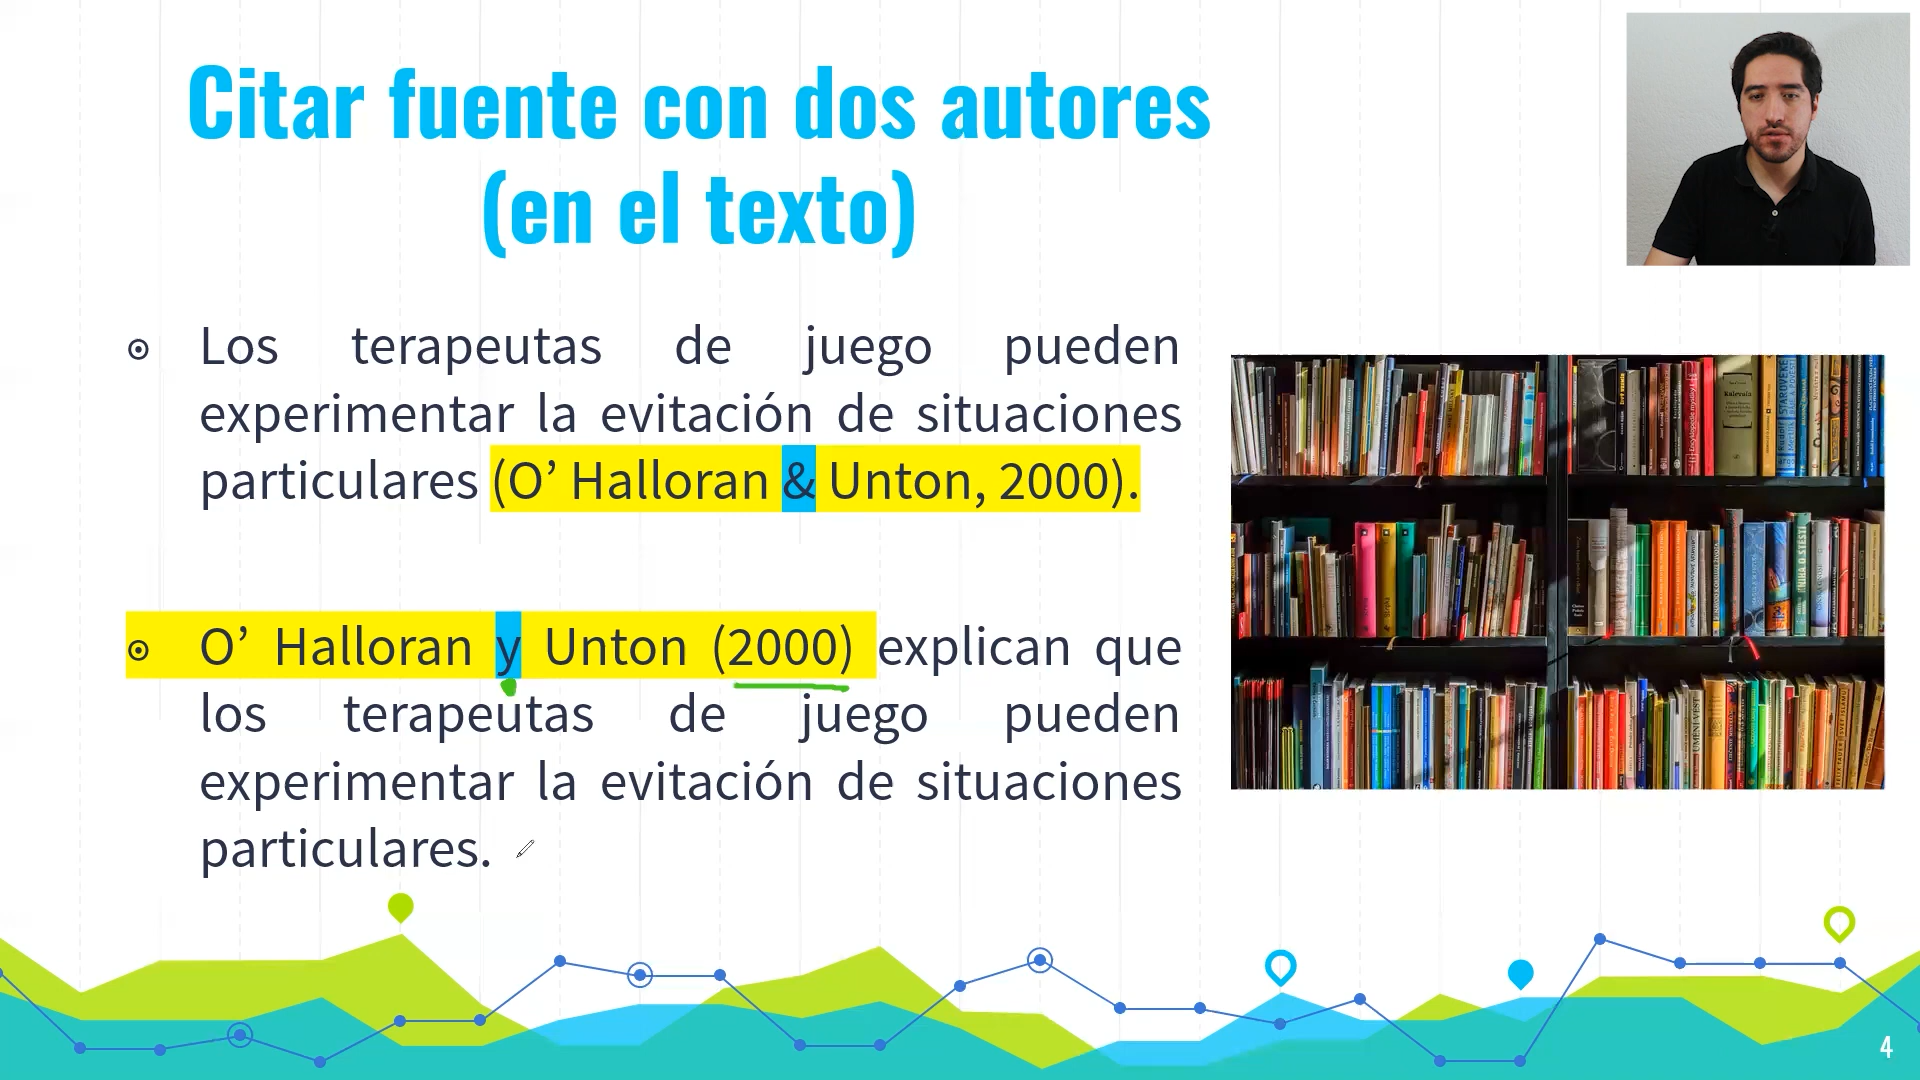 Citar fuente con dos autores
(en el texto)
Los terapeutas de juego pueden
experimentar la evitación de situaciones
particulares (O’ Halloran & Unton, 2000).
O’ Halloran y Unton (2000) explican que
los terapeutas de juego pueden
experimentar la evitación de situaciones
particulares.
4